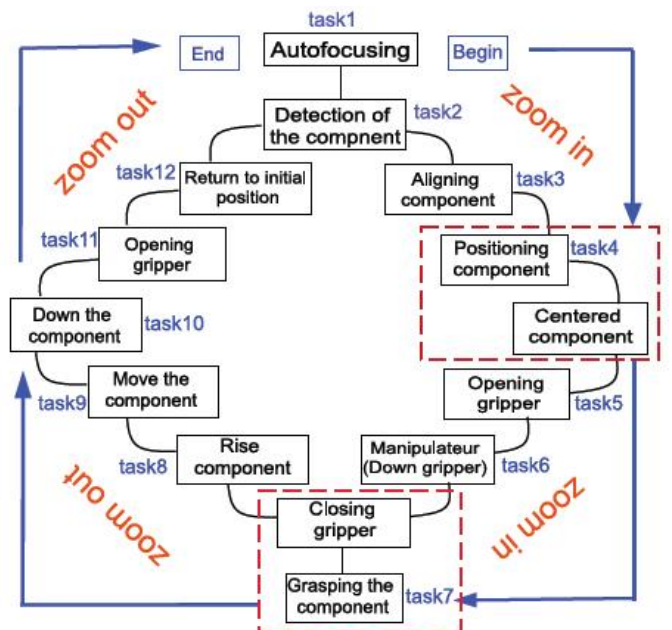 task1
End
Autofocusing
Begin
Detection of
the compnent
task2
zoom out
zoom in
task12
Return to initial
position
Aligning
component
task3
task11
Opening
gripper
Positioning
component
task4
Down the
component
task10
Centered
component
Move the
component
task9
Opening
gripper
task5
Rise
component
task8
Manipulateur
(Down gripper)
task6
zoom out
zoom in
Closing
gripper
Grasping the
component
task7